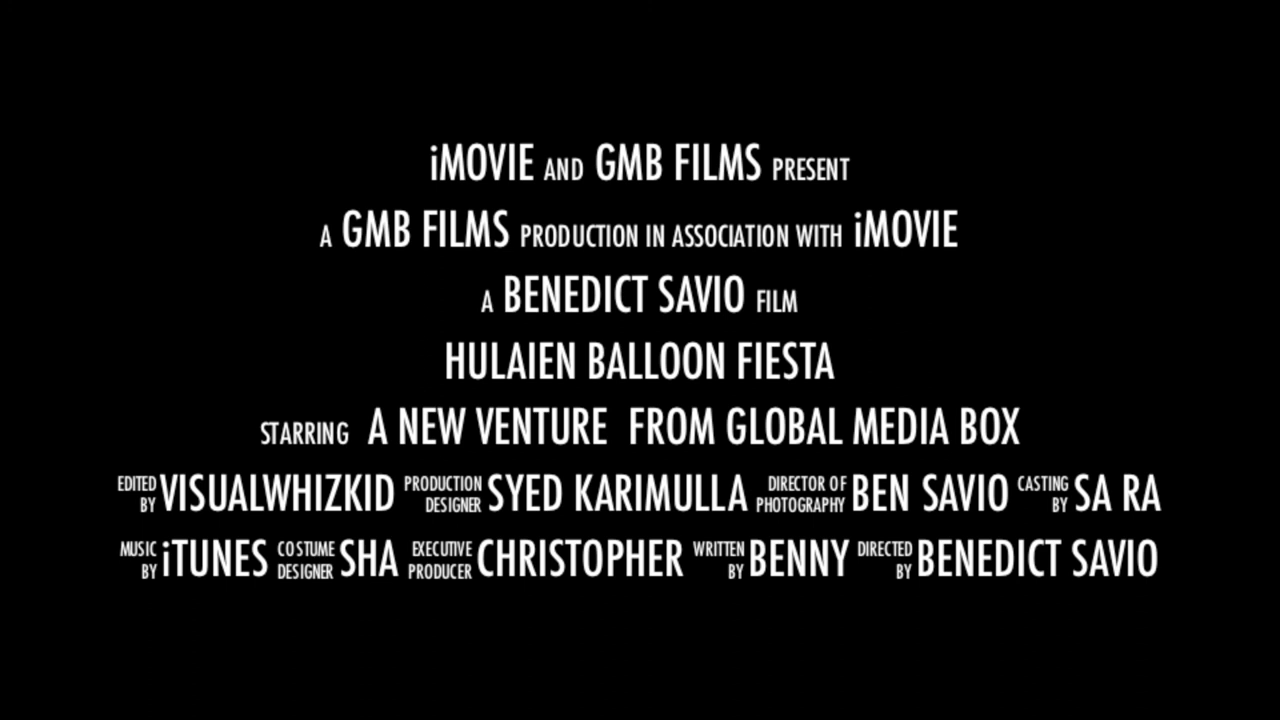 iMOVIE AND GMB FILMS PRESENT
A GMB FILMS PRODUCTION IN ASSOCIATION WITH iMOVIE
A BENEDICT SAVIO FILM
HULAIEN BALLOON FIESTA
STARRING A NEW VENTURE FROM GLOBAL MEDIA BOX
EDITED BY VISUALWHIZKID PRODUCTION DESIGNER SYED KARIMULLA DIRECTOR OF PHOTOGRAPHY BEN SAVIO CASTING BY SA RA
MUSIC BY iTUNES COSTUME DESIGNER SHA EXECUTIVE PRODUCER CHRISTOPHER WRITTEN BY BENNY DIRECTED BY BENEDICT SAVIO